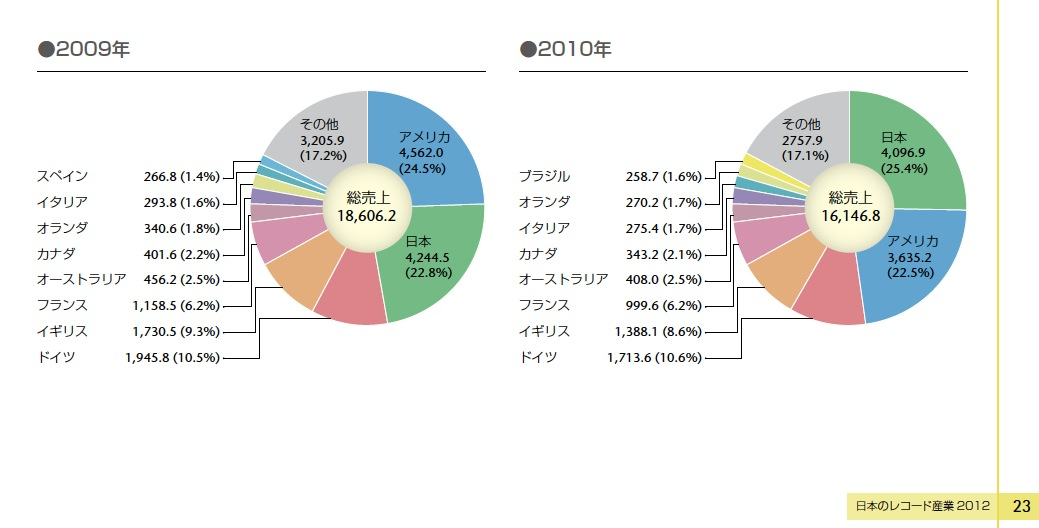 ●2009年
その他
3,205.9
(17.2%)
アメリカ
4,562.0
(24.5%)
総売上
18,606.2
日本
4,244.5
(22.8%)
スペイン 266.8 (1.4%)
イタリア 293.8 (1.6%)
オランダ 340.6 (1.8%)
カナダ 401.6 (2.2%)
オーストラリア 456.2 (2.5%)
フランス 1,158.5 (6.2%)
イギリス 1,730.5 (9.3%)
ドイツ 1,945.8 (10.5%)
●2010年
その他
2757.9
(17.1%)
日本
4,096.9
(25.4%)
総売上
16,146.8
アメリカ
3,635.2
(22.5%)
ブラジル 258.7 (1.6%)
オランダ 270.2 (1.7%)
イタリア 275.4 (1.7%)
カナダ 343.2 (2.1%)
オーストラリア 408.0 (2.5%)
フランス 999.6 (6.2%)
イギリス 1,388.1 (8.6%)
ドイツ 1,713.6 (10.6%)
日本のレコード産業 2012 23